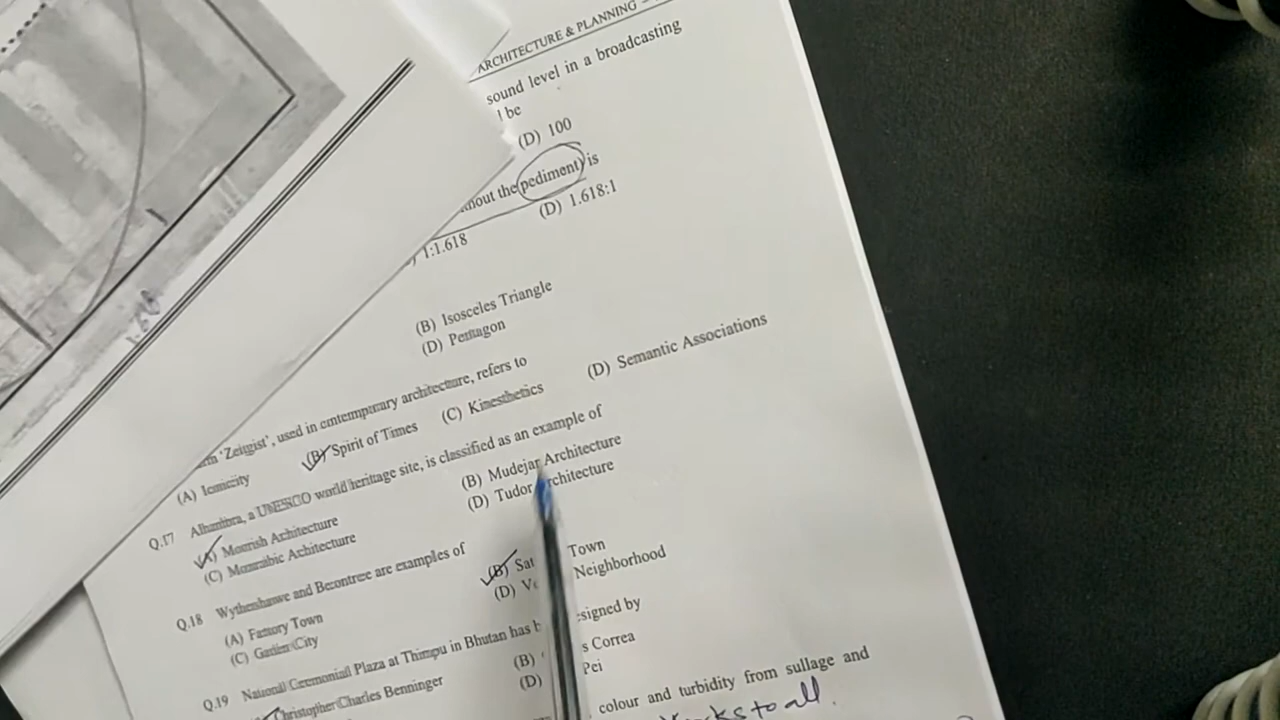 ARCHITECTURE & PLANNING –
sound level in a broadcasting
l be
(D) 100
hout the pediment is
) 1:1.618 (D) 1.618:1
(B) Isosceles Triangle
(D) Pentagon
m 'Zeitgist', used in contemporary architecture, refers to
(A) Iconicity (B) Spirit of Times (C) Kinesthetics (D) Semantic Associations
Q.17 Alhambra, a UNESCO world heritage site, is classified as an example of
(A) Moorish Architecture (B) Mudejar Architecture
(C) Mozarabic Architecture (D) Tudor Architecture
Q.18 Wythenshawe and Becontree are examples of
(A) Factory Town (B) Sat Town
(C) Garden City (D) Neighborhood
Q.19 National Ceremonial Plaza at Thimpu in Bhutan has signed by
Christopher Charles Benninger (B) s Correa
(D) Pei
colour and turbidity from sullage and
to all.